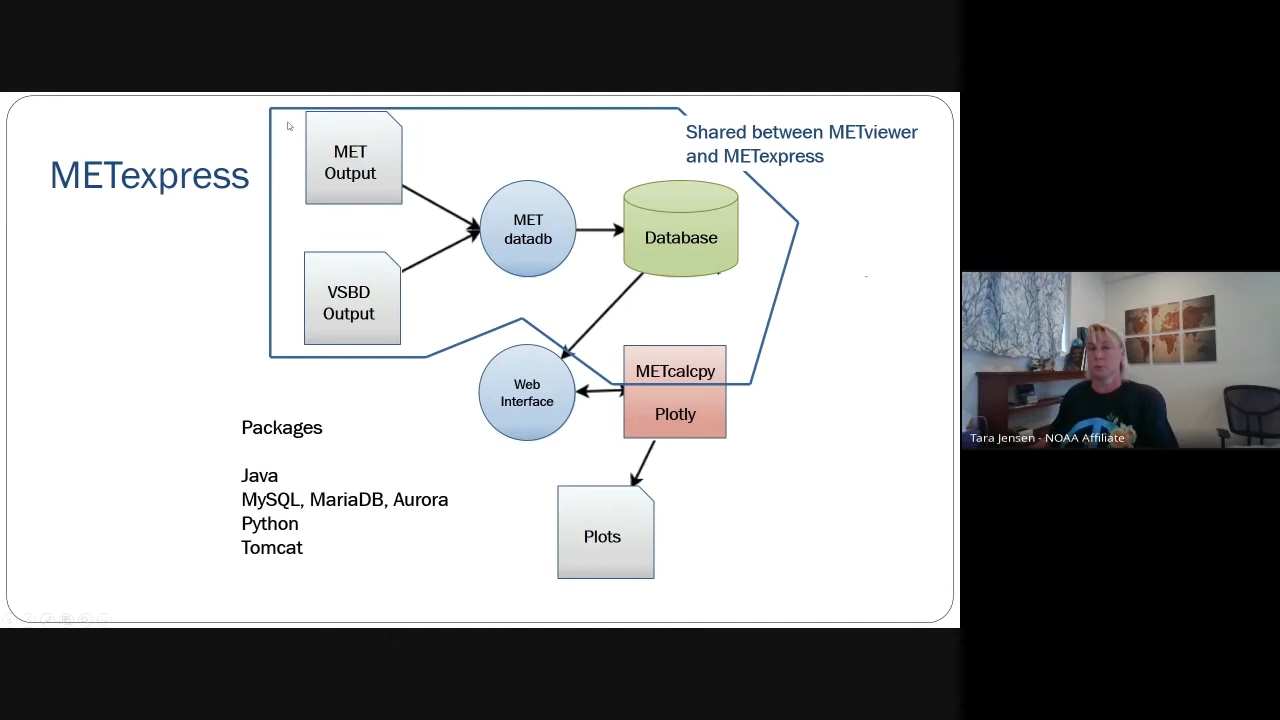 METexpress
Shared between METviewer
and METexpress
MET
Output
MET
datadb
Database
VSBD
Output
Web
Interface
METcalcpy
Plotly
Plots
Packages
Java
MySQL, MariaDB, Aurora
Python
Tomcat
Tara Jensen - NOAA Affiliate